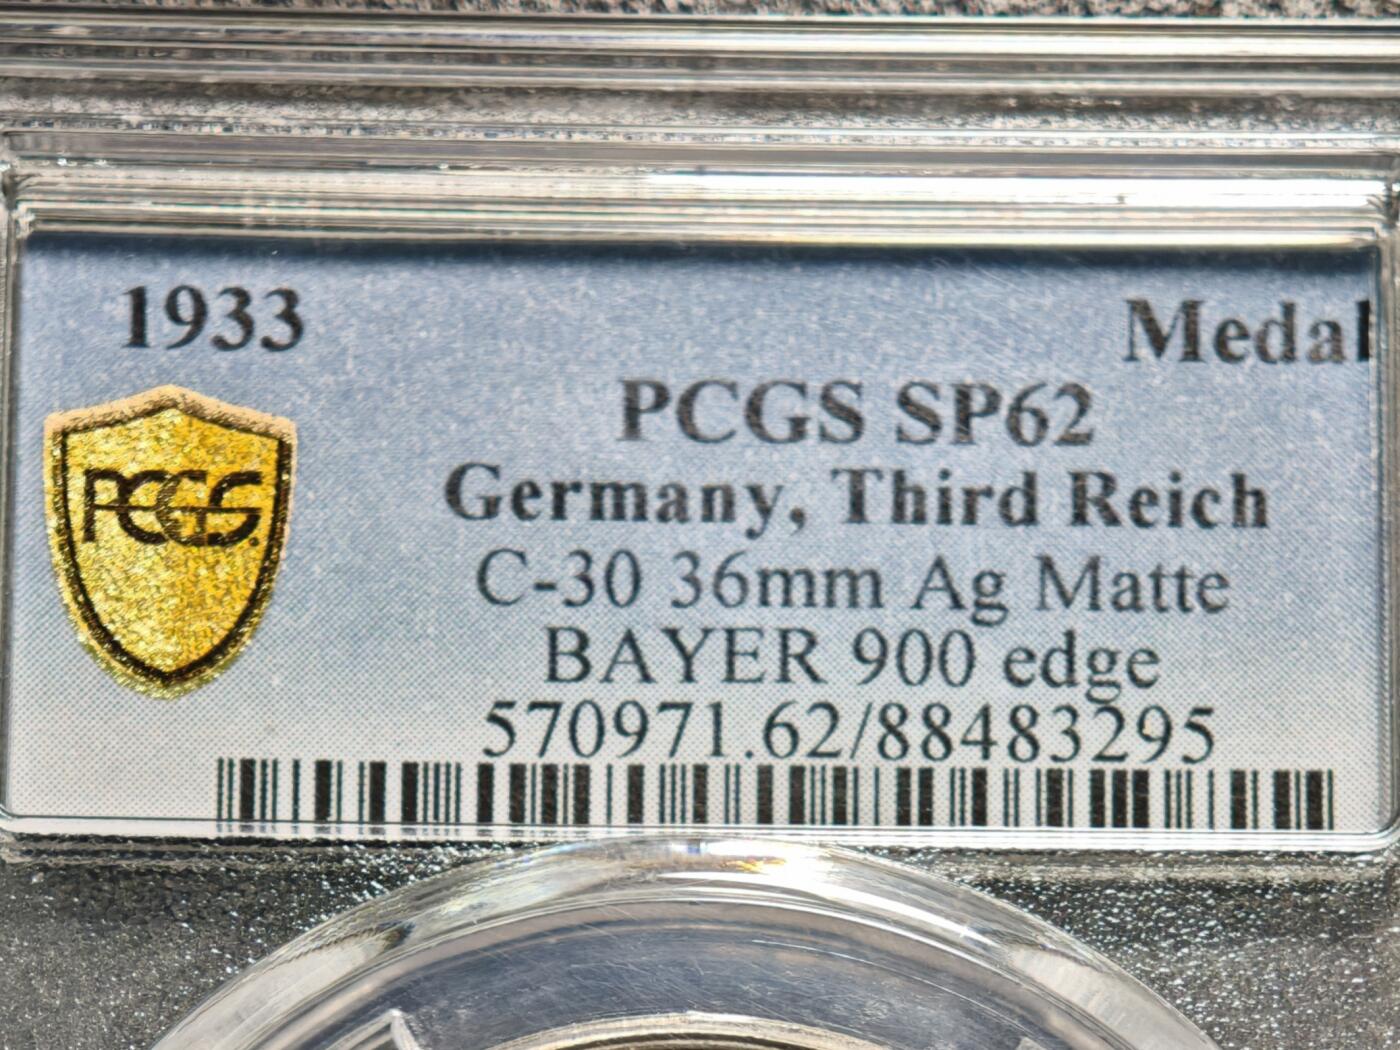 1933 Medal
PCGS SP62
Germany, Third Reich
C-30 36mm Ag Matte
BAYER 900 edge
570971.62/88483295
PCGS.